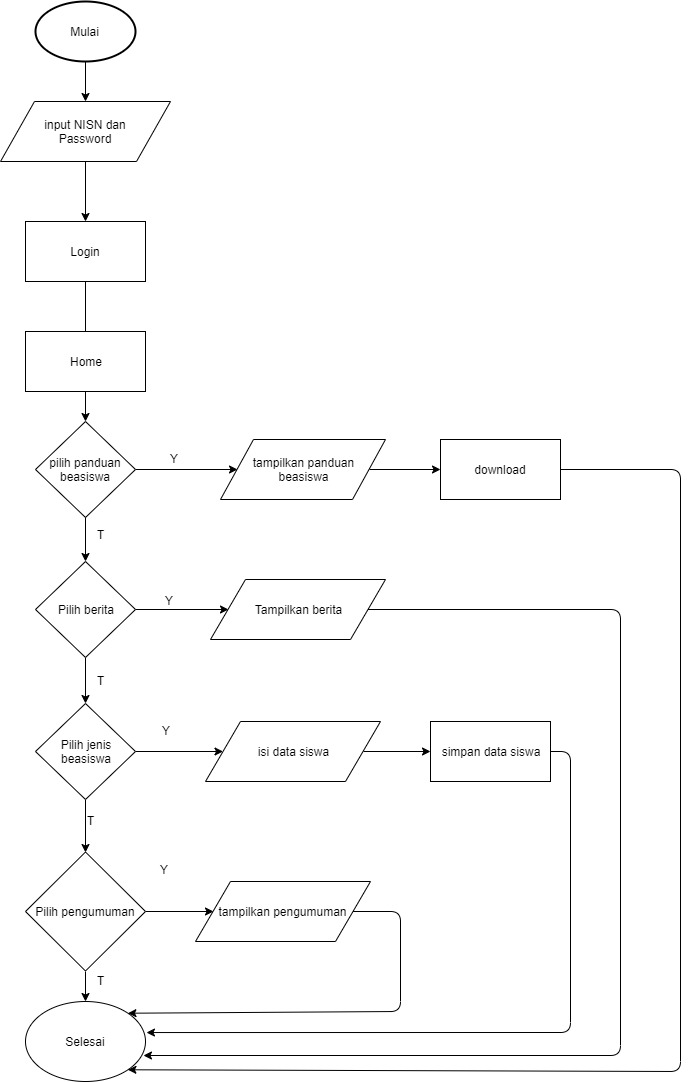 Mulai
input NISN dan
Password
Login
Home
pilih panduan
beasiswa
Y
tampilkan panduan
beasiswa
download
T
Pilih berita
Y
Tampilkan berita
T
Pilih jenis
beasiswa
Y
isi data siswa
simpan data siswa
T
Pilih pengumuman
Y
tampilkan pengumuman
T
Selesai